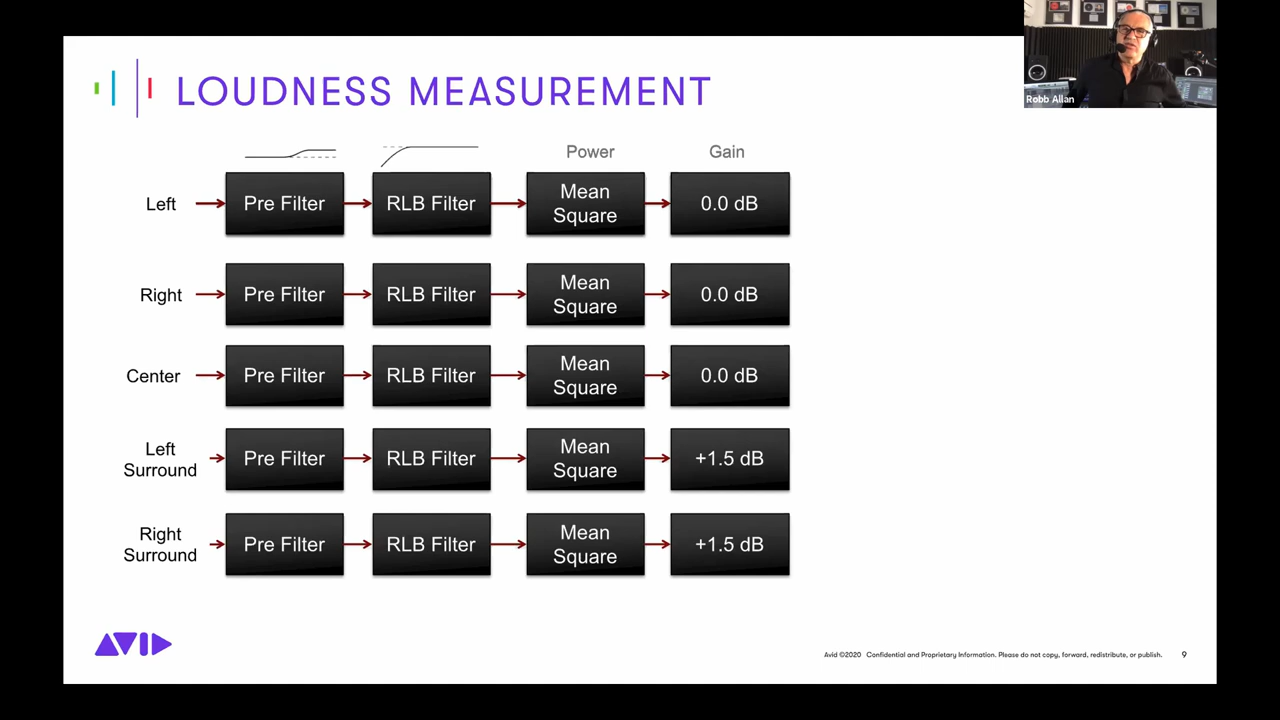 Robb Allan
LOUDNESS MEASUREMENT
Power
Gain
Left
Pre Filter
RLB Filter
Mean
Square
0.0 dB
Right
Pre Filter
RLB Filter
Mean
Square
0.0 dB
Center
Pre Filter
RLB Filter
Mean
Square
0.0 dB
Left
Surround
Pre Filter
RLB Filter
Mean
Square
+1.5 dB
Right
Surround
Pre Filter
RLB Filter
Mean
Square
+1.5 dB
AVID
Avid ©2020 Confidential and Proprietary Information. Please do not copy, forward, redistribute, or publish.
9